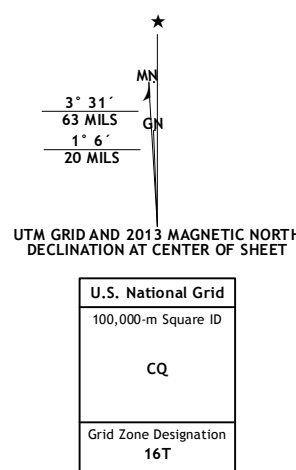 ★
MN
3° 31´
63 MILS
GN
1° 6´
20 MILS
UTM GRID AND 2013 MAGNETIC NORTH
DECLINATION AT CENTER OF SHEET
U.S. National Grid
100,000-m Square ID
CQ
Grid Zone Designation
16T